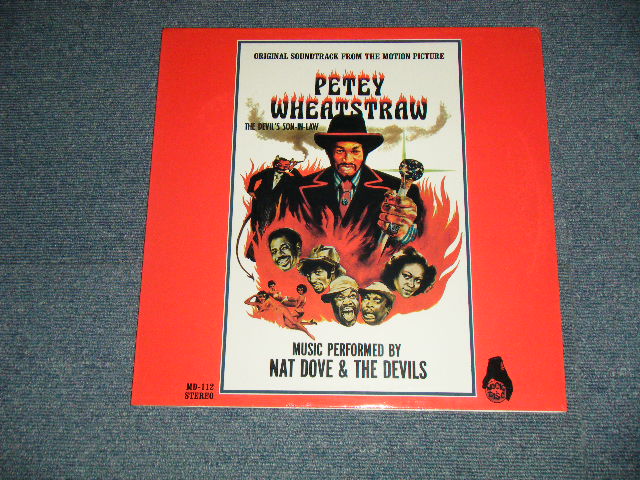 ORIGINAL SOUNDTRACK FROM THE MOTION PICTURE
PETEY
WHEATSTRAW
THE DEVIL'S SON-IN-LAW
MUSIC PERFORMED BY
NAT DOVE & THE DEVILS
MD-112
STEREO